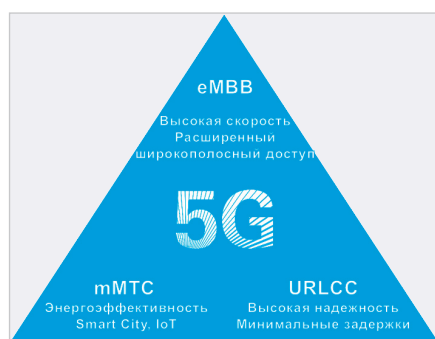 eMBB
Высокая скорость
Расширенный
широкополосный доступ
5G
mMTC
Энергоэффективность
Smart City, IoT
URLCC
Высокая надежность
Минимальные задержки